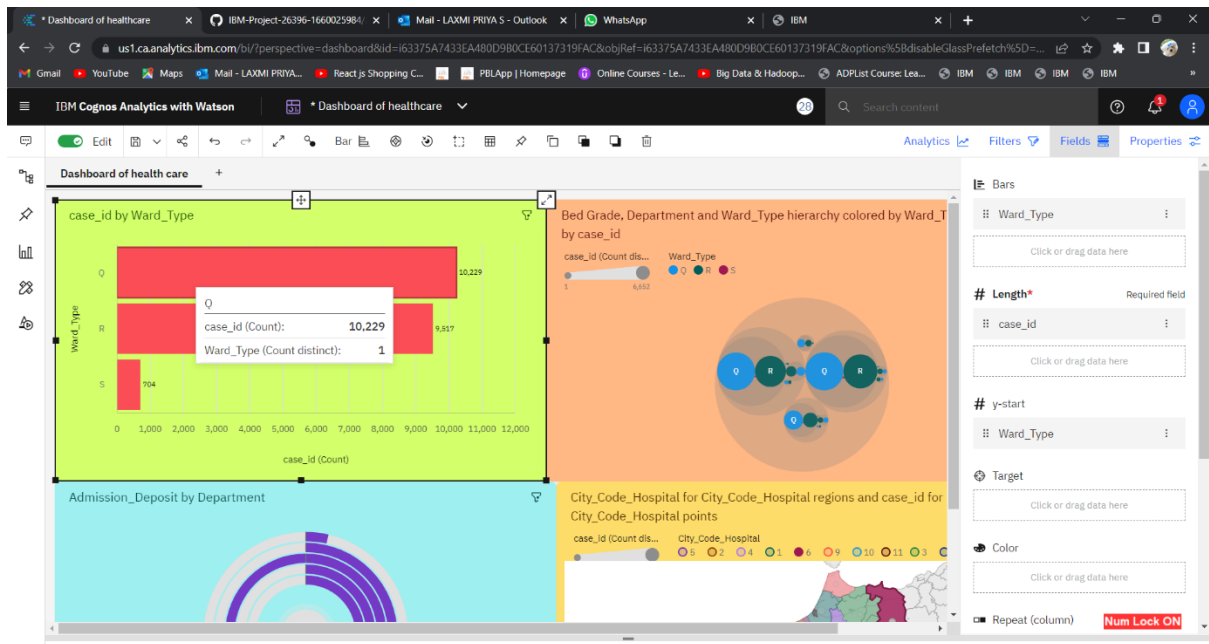 * Dashboard of healthcare
IBM-Project-26396-1660025984/
Mail - LAXMI PRIYA S - Outlook
WhatsApp
IBM
us1.ca.analytics.ibm.com/bi/?perspective=dashboard&id=i63375A7433EA480D9B0CE60137319FAC&objRef=i63375A7433EA480D9B0CE60137319FAC&options%5BdisableGlassPrefetch%5D=...
Gmail
YouTube
Maps
Mail - LAXMI PRIYA...
React js Shopping C...
PBLApp | Homepage
Online Courses - Le...
Big Data & Hadoop...
ADPList Course: Lea...
IBM
IBM
IBM
IBM
»
IBM Cognos Analytics with Watson
* Dashboard of healthcare
28
Search content
1
Edit
Bar
Analytics
Filters
Fields
Properties
Dashboard of health care
+
case_id by Ward_Type
Ward_Type
Q
10,229
R
9,517
S
704
0 1,000 2,000 3,000 4,000 5,000 6,000 7,000 8,000 9,000 10,000 11,000 12,000
case_id (Count)
Q
case_id (Count): 10,229
Ward_Type (Count distinct): 1
Bed Grade, Department and Ward_Type hierarchy colored by Ward_T
by case_id
case_id (Count dis...
1 6,652
Ward_Type
Q R S
Q R Q R
Q
Admission_Deposit by Department
City_Code_Hospital for City_Code_Hospital regions and case_id for
City_Code_Hospital points
case_id (Count dis...
City_Code_Hospital
5 2 4 1 6 9 10 11 3
Bars
Ward_Type
Click or drag data here
# Length*
Required field
case_id
Click or drag data here
# y-start
Ward_Type
Target
Click or drag data here
Color
Click or drag data here
Repeat (column)
Num Lock ON